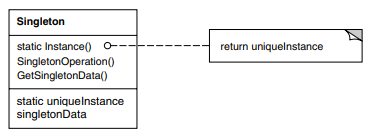 Singleton
static Instance()
return uniqueInstance
SingletonOperation()
GetSingletonData()
static uniqueInstance
singletonData